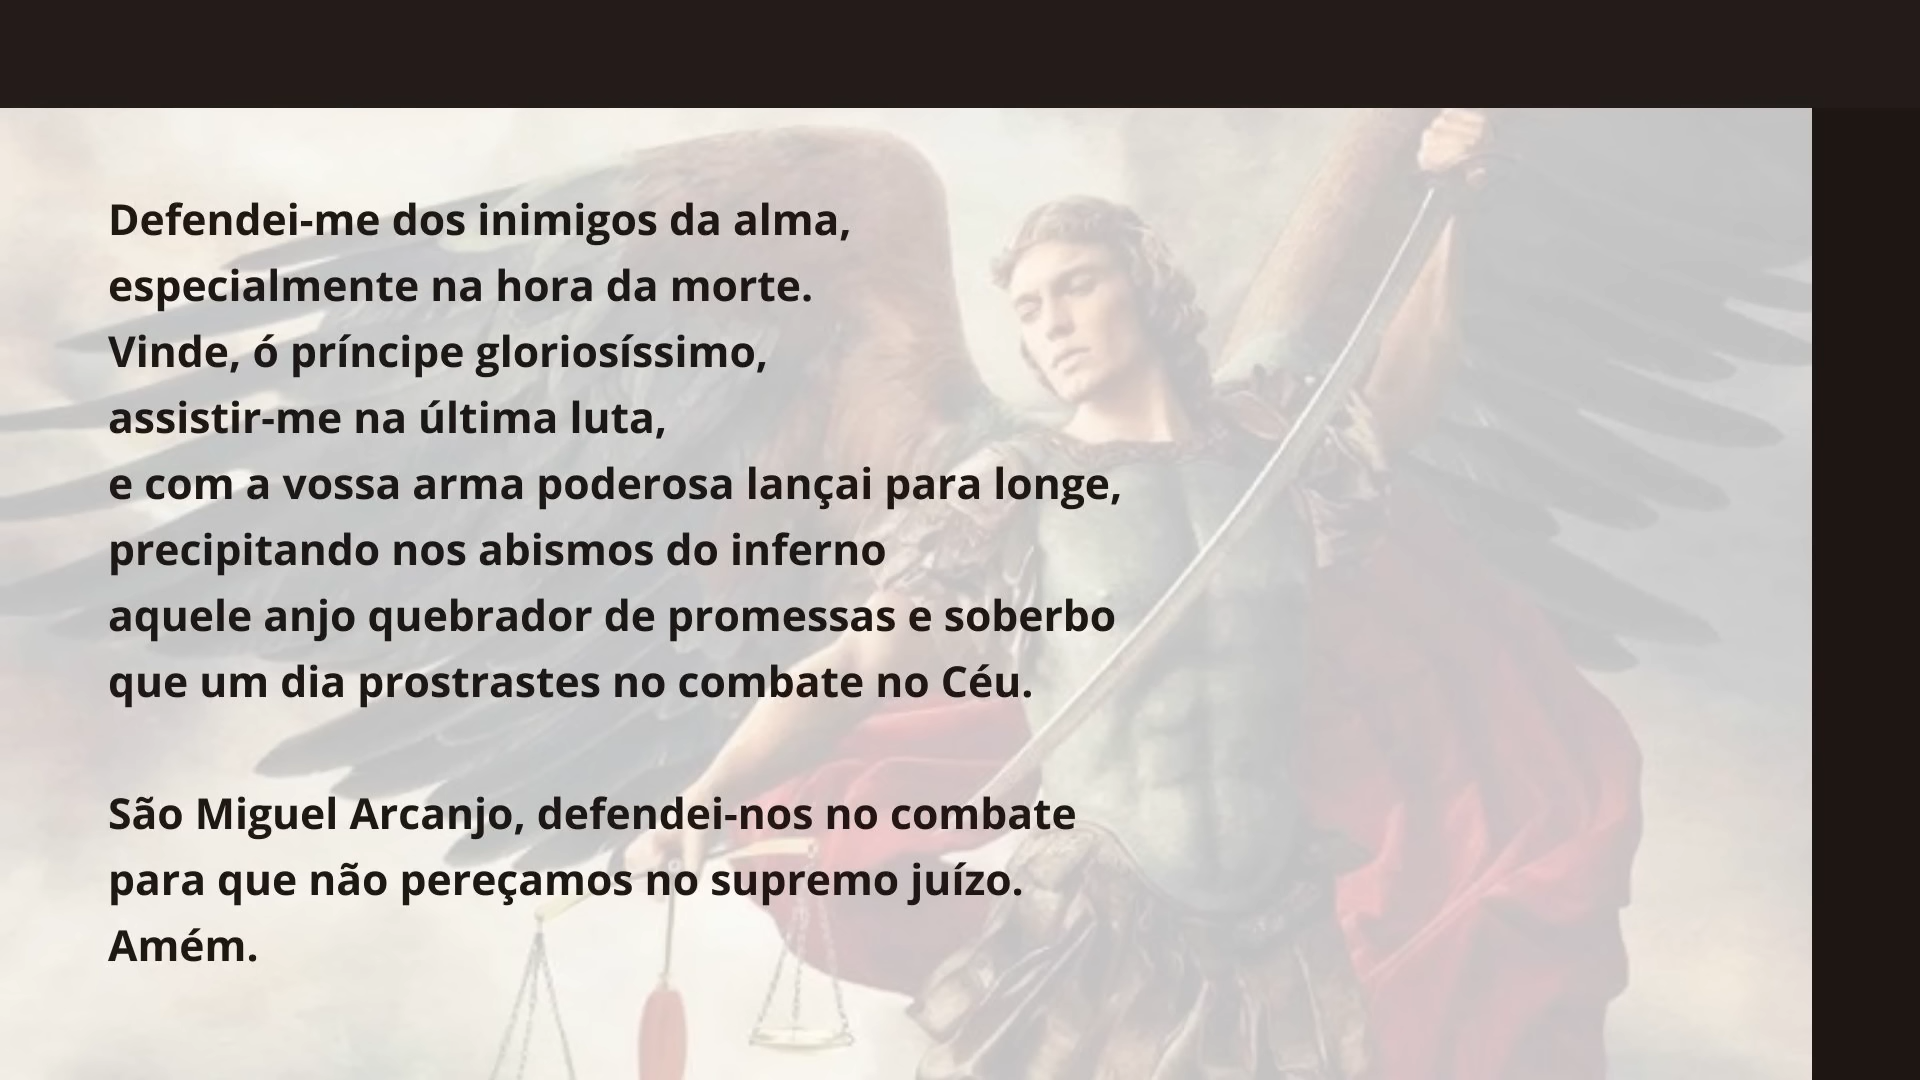 Defendei-me dos inimigos da alma,
especialmente na hora da morte.
Vinde, ó príncipe gloriosíssimo,
assistir-me na última luta,
e com a vossa arma poderosa lançai para longe,
precipitando nos abismos do inferno
aquele anjo quebrador de promessas e soberbo
que um dia prostrastes no combate no Céu.
São Miguel Arcanjo, defendei-nos no combate
para que não pereçamos no supremo juízo.
Amém.